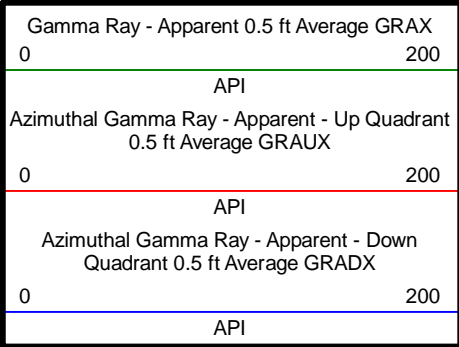 Gamma Ray - Apparent 0.5 ft Average GRAX
0 200
API
Azimuthal Gamma Ray - Apparent - Up Quadrant
0.5 ft Average GRAUX
0 200
API
Azimuthal Gamma Ray - Apparent - Down
Quadrant 0.5 ft Average GRADX
0 200
API